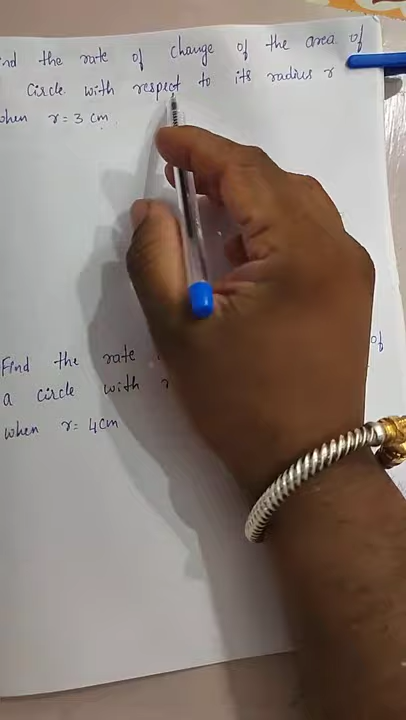 nd the rate of change of the area of
Circle with respect to its radius r
hen r = 3 cm
Find the rate of
a circle with
when r = 4cm